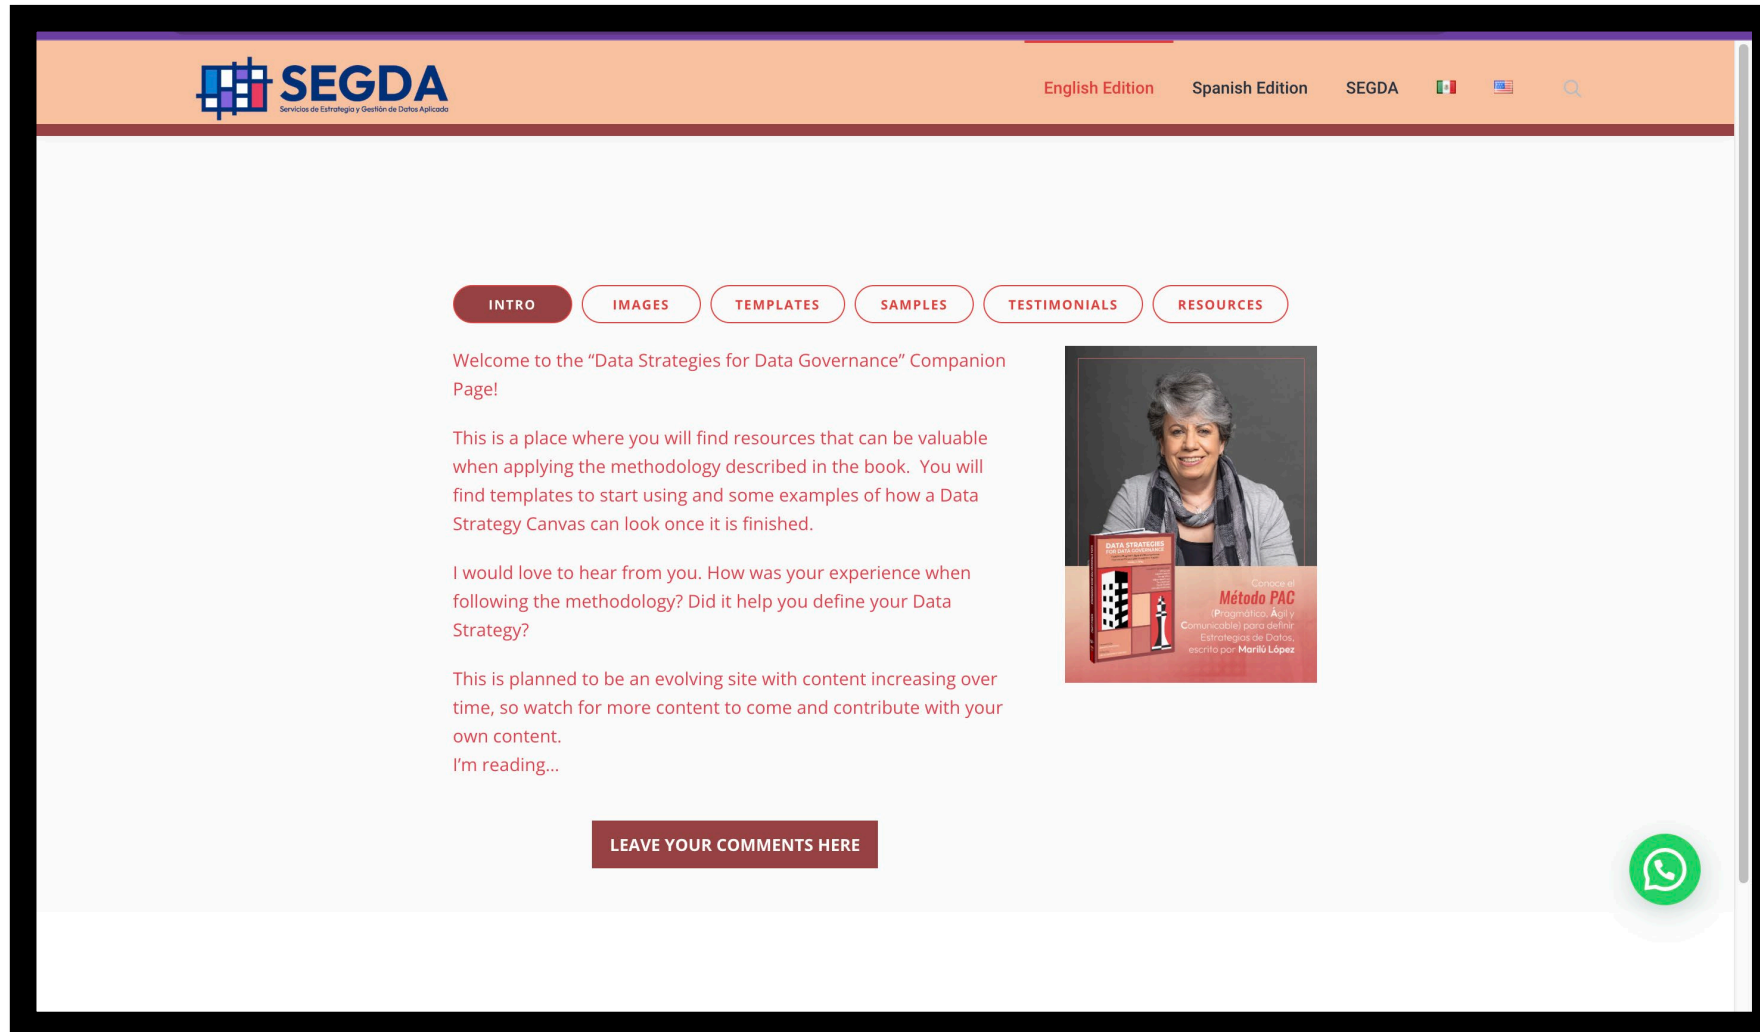 SEGDA
Servicios de Estrategia y Gestión de Datos Aplicada
English Edition
Spanish Edition
SEGDA
INTRO
IMAGES
TEMPLATES
SAMPLES
TESTIMONIALS
RESOURCES
Welcome to the “Data Strategies for Data Governance” Companion
Page!
This is a place where you will find resources that can be valuable
when applying the methodology described in the book.  You will
find templates to start using and some examples of how a Data
Strategy Canvas can look once it is finished.
I would love to hear from you. How was your experience when
following the methodology? Did it help you define your Data
Strategy?
This is planned to be an evolving site with content increasing over
time, so watch for more content to come and contribute with your
own content.
I’m reading…
LEAVE YOUR COMMENTS HERE
DATA STRATEGIES
FOR DATA GOVERNANCE
Conoce el
Método PAC
(Pragmático, Ágil y
Comunicable) para definir
Estrategias de Datos,
escrito por Marilú López